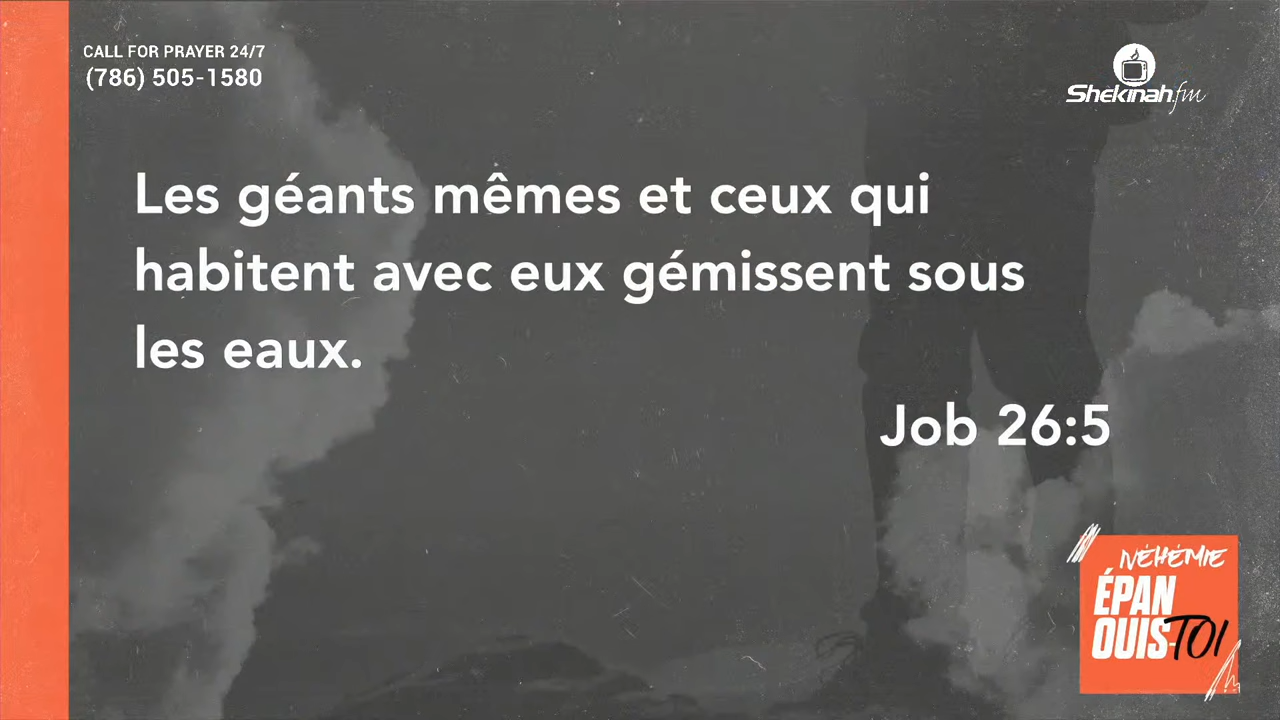 CALL FOR PRAYER 24/7
(786) 505-1580
Shekinah.fm
Les géants mêmes et ceux qui
habitent avec eux gémissent sous
les eaux.
Job 26:5
NÉHÉMIE
ÉPAN
OUIS-TOI